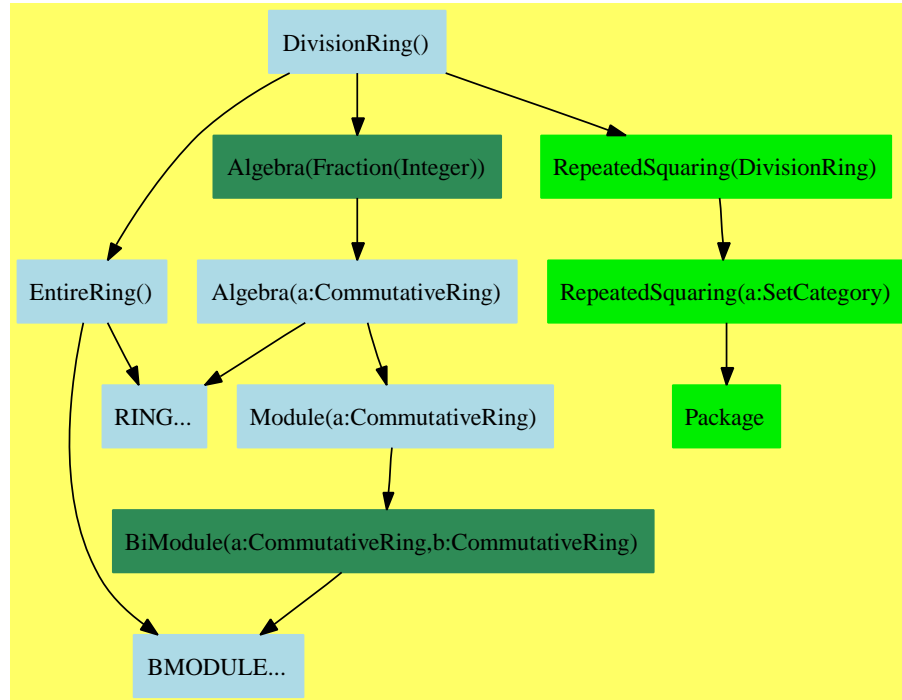 DivisionRing()
Algebra(Fraction(Integer))
RepeatedSquaring(DivisionRing)
EntireRing()
Algebra(a:CommutativeRing)
RepeatedSquaring(a:SetCategory)
RING...
Module(a:CommutativeRing)
Package
BiModule(a:CommutativeRing,b:CommutativeRing)
BMODULE...